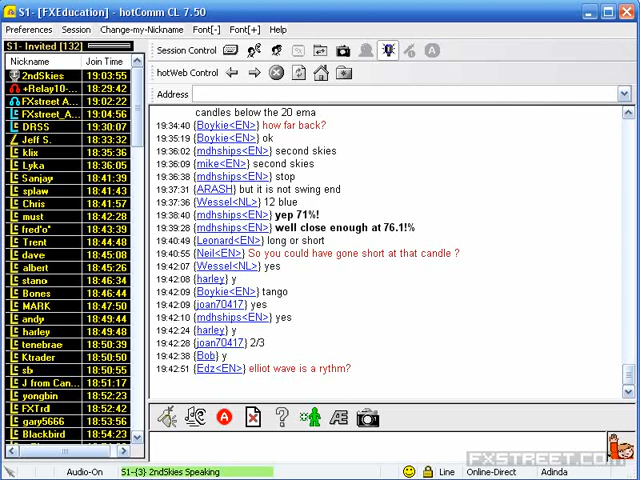 S1- [FXEducation] - hotComm CL 7.50
Preferences Session Change-my-Nickname Font[-] Font[+] Help
S1- Invited [132]
Session Control
Nickname Join Time
hotWeb Control
Address
2ndSkies 19:03:55
+Relay10-... 18:29:42
FXstreet A... 19:02:22
FXstreet_A... 19:04:56
DRSS 19:30:07
Jeff S. 18:33:32
klix 18:35:36
Lyka 18:36:05
Sanjay 18:41:39
splaw 18:41:43
Chris 18:41:57
must 18:42:28
fred'o* 18:43:39
Trent 18:44:48
dave 18:45:08
albert 18:45:26
stano 18:46:34
Bones 18:46:44
MARK 18:47:50
andy 18:49:44
harley 18:49:48
tenebrae 18:50:39
Ktrader 18:50:50
sb 18:50:55
J from Can... 18:51:17
yongbin 18:52:23
FXTrd 18:52:42
gary5666 18:53:56
Blackbird 18:54:23
candles below the 20 ema
19:34:40 {Boykie<EN>} how far back?
19:35:19 {Boykie<EN>} ok
19:36:02 {mdhships<EN>} second skies
19:36:09 {mike<EN>} second skies
19:36:38 {mdhships<EN>} stop
19:37:31 {ARASH} but it is not swing end
19:37:36 {Wessel<NL>} 12 blue
19:38:40 {mdhships<EN>} yep 71%!
19:39:28 {mdhships<EN>} well close enough at 76.1!%
19:40:49 {Leonard<EN>} long or short
19:40:55 {Neil<EN>} So you could have gone short at that candle ?
19:42:07 {Wessel<NL>} yes
19:42:08 {harley} y
19:42:09 {Boykie<EN>} tango
19:42:09 {joan70417} yes
19:42:10 {mdhships<EN>} yes
19:42:24 {harley} y
19:42:28 {joan70417} 2/3
19:42:38 {Bob} y
19:42:51 {Edz<EN>} elliot wave is a rythm?
FXSTREET.COM
Audio-On S1-{3} 2ndSkies Speaking Line Online-Direct Adinda